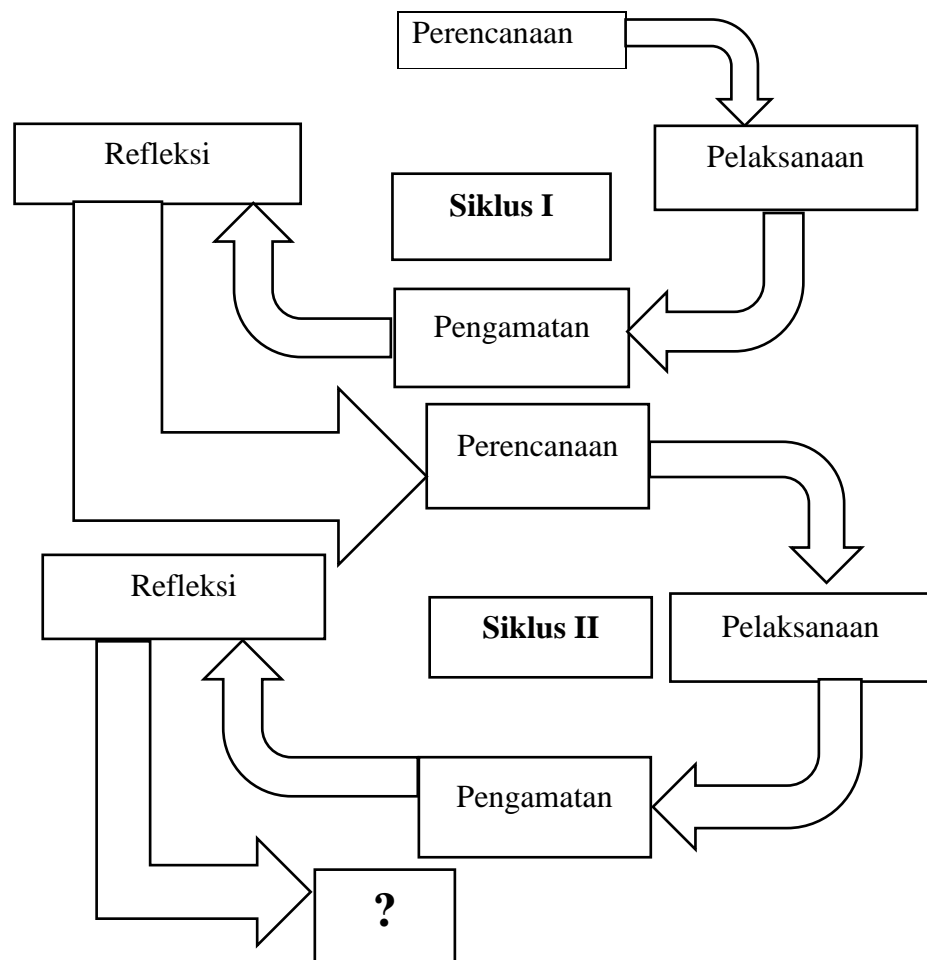 Perencanaan
Pelaksanaan
Refleksi
Siklus I
Pengamatan
Perencanaan
Refleksi
Siklus II
Pelaksanaan
Pengamatan
?